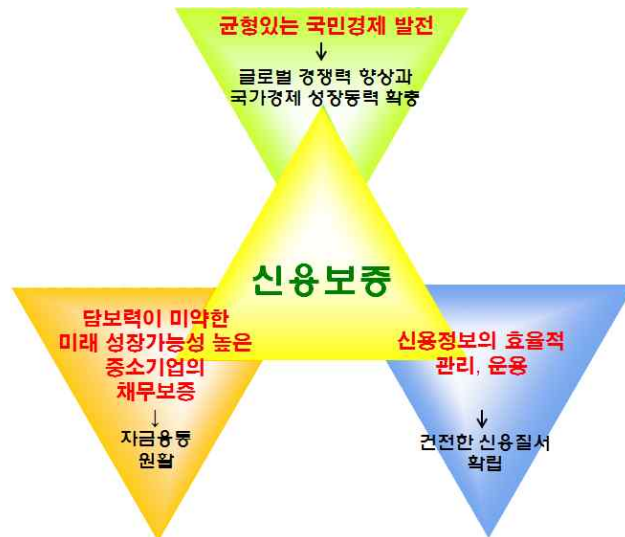 균형있는 국민경제 발전
↓
글로벌 경쟁력 향상과
국가경제 성장동력 확충
신용보증
담보력이 미약한
미래 성장가능성 높은
중소기업의
채무보증
↓
자금융통
원활
신용정보의 효율적
관리, 운용
↓
건전한 신용질서
확립